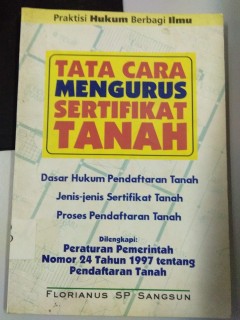 Praktisi Hukum Berbagi Ilmu
TATA CARA
MENGURUS
SERTIFIKAT
TANAH
Dasar Hukum Pendaftaran Tanah
Jenis-jenis Sertifikat Tanah
Proses Pendaftaran Tanah
Dilengkapi:
Peraturan Pemerintah
Nomor 24 Tahun 1997 tentang
Pendaftaran Tanah
FLORIANUS SP SANGSUN